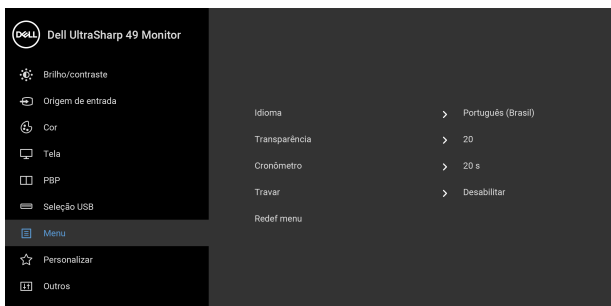 DELL Dell UltraSharp 49 Monitor
Brilho/contraste
Origem de entrada
Cor
Tela
PBP
Seleção USB
Menu
Personalizar
Outros
Idioma Português (Brasil)
Transparência 20
Cronômetro 20 s
Travar Desabilitar
Redef menu